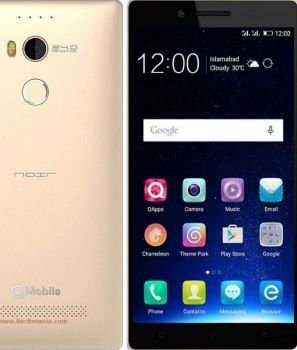 24.0
NOIR
QMobile
www.itechmania.com
12:00
12:00
Islamabad
Cloudy 30°C
Google
QApps
Camera
Music
Email
Chameleon
Theme Park
Play Store
Google
Phone
Contacts
Messaging
Browser